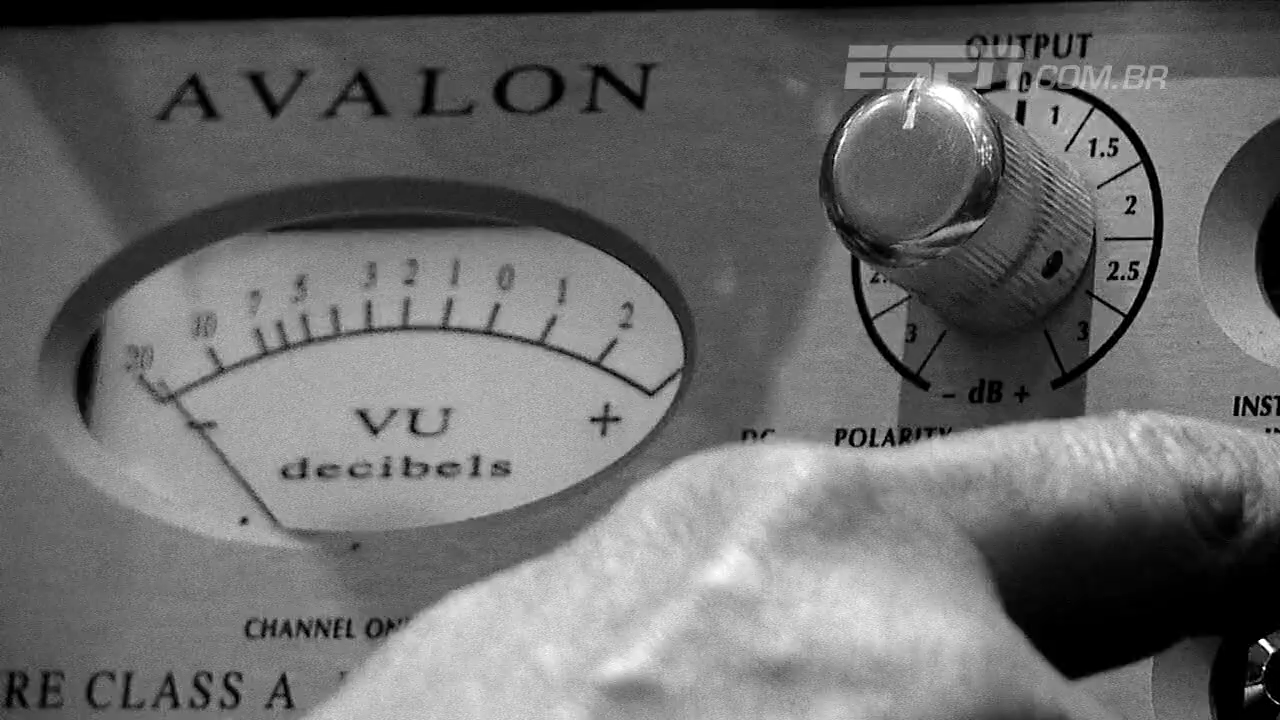 ESPN.COM.BR
AVALON
OUTPUT
0
1
1.5
2
2.5
3
3
- dB +
20 10 7 5 3 2 1 0 1 2
- +
VU
decibels
DC POLARITY
CHANNEL
RE CLASS A